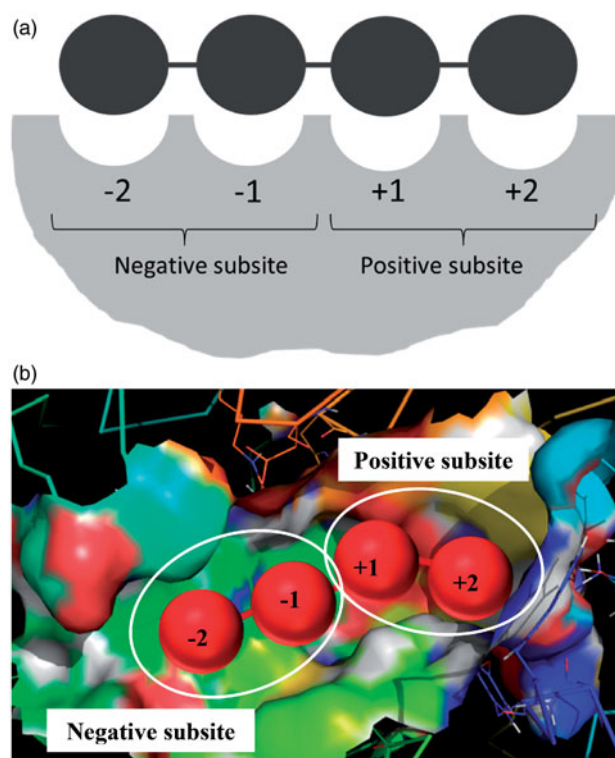 (a)
-2 -1 +1 +2
Negative subsite Positive subsite
(b)
Positive subsite
+1 +2
-1
-2
Negative subsite